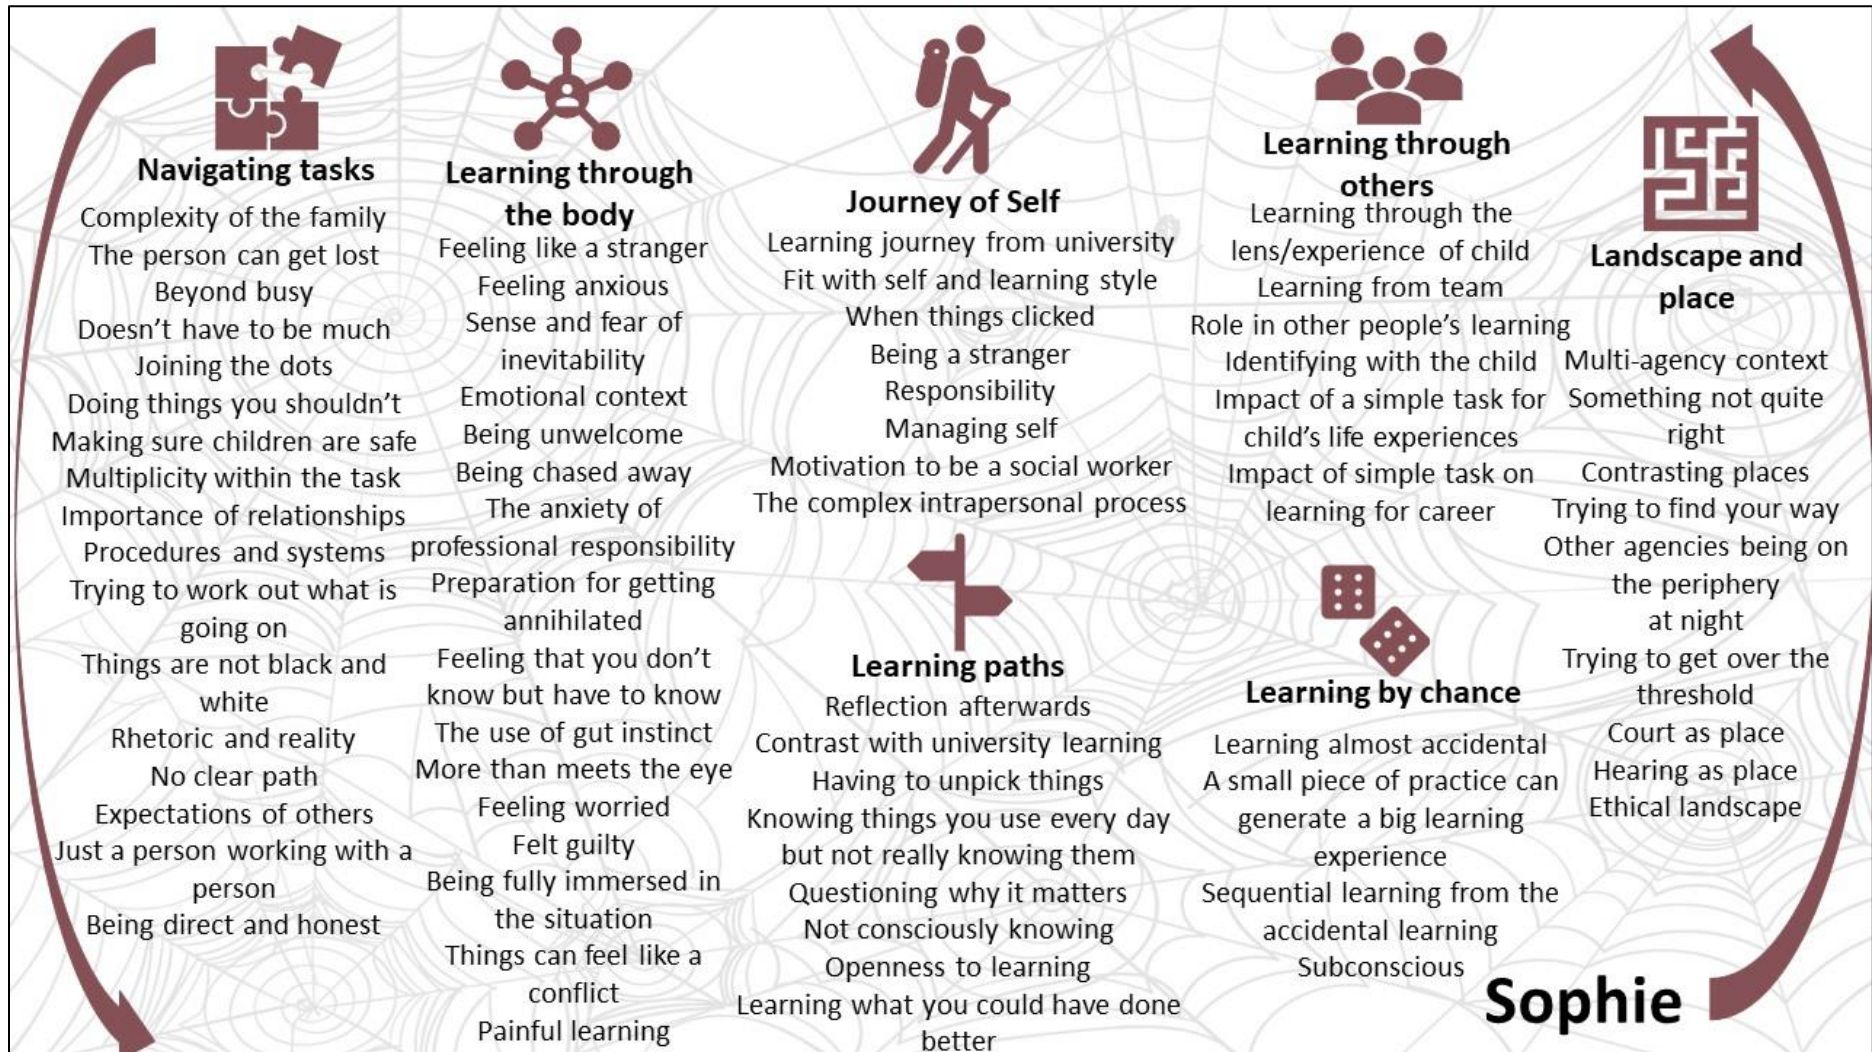 Navigating tasks
Complexity of the family
The person can get lost
Beyond busy
Doesn’t have to be much
Joining the dots
Doing things you shouldn’t
Making sure children are safe
Multiplicity within the task
Importance of relationships
Procedures and systems
Trying to work out what is
going on
Things are not black and
white
Rhetoric and reality
No clear path
Expectations of others
Just a person working with a
person
Being direct and honest
Learning through
the body
Feeling like a stranger
Feeling anxious
Sense and fear of
inevitability
Emotional context
Being unwelcome
Being chased away
The anxiety of
professional responsibility
Preparation for getting
annihilated
Feeling that you don’t
know but have to know
The use of gut instinct
More than meets the eye
Feeling worried
Felt guilty
Being fully immersed in
the situation
Things can feel like a
conflict
Painful learning
Journey of Self
Learning journey from university
Fit with self and learning style
When things clicked
Being a stranger
Responsibility
Managing self
Motivation to be a social worker
The complex intrapersonal process
Learning paths
Reflection afterwards
Contrast with university learning
Having to unpick things
Knowing things you use every day
but not really knowing them
Questioning why it matters
Not consciously knowing
Openness to learning
Learning what you could have done
better
Learning through
others
Learning through the
lens/experience of child
Learning from team
Role in other people’s learning
Identifying with the child
Impact of a simple task for
child’s life experiences
Impact of simple task on
learning for career
Learning by chance
Learning almost accidental
A small piece of practice can
generate a big learning
experience
Sequential learning from the
accidental learning
Subconscious
Landscape and
place
Multi-agency context
Something not quite
right
Contrasting places
Trying to find your way
Other agencies being on
the periphery
at night
Trying to get over the
threshold
Court as place
Hearing as place
Ethical landscape
Sophie